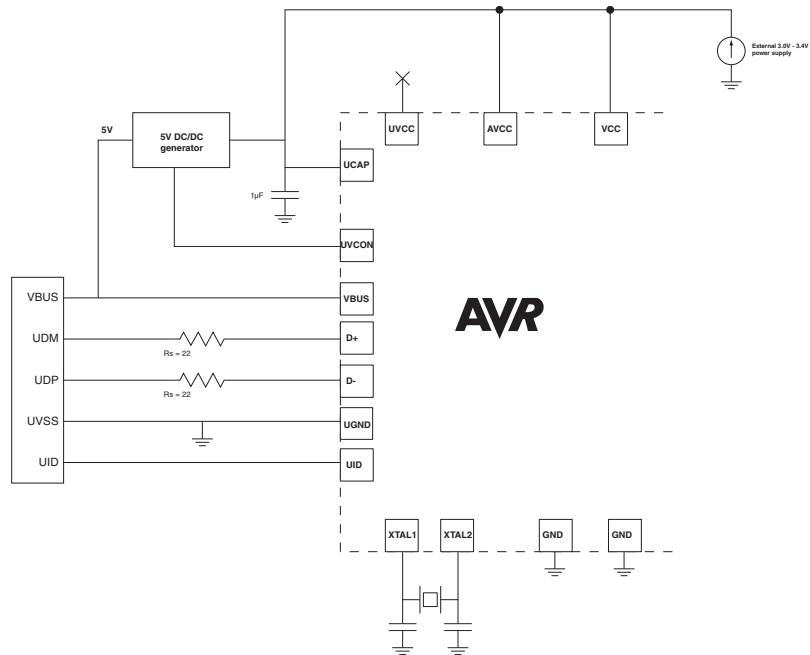 External 3.0V - 3.4V
power supply
UVCC
AVCC
VCC
5V
5V DC/DC
generator
UCAP
1µF
UVCON
VBUS
VBUS
UDM
Rs = 22
D+
UDP
Rs = 22
D-
UVSS
UGND
UID
UID
AVR
XTAL1
XTAL2
GND
GND